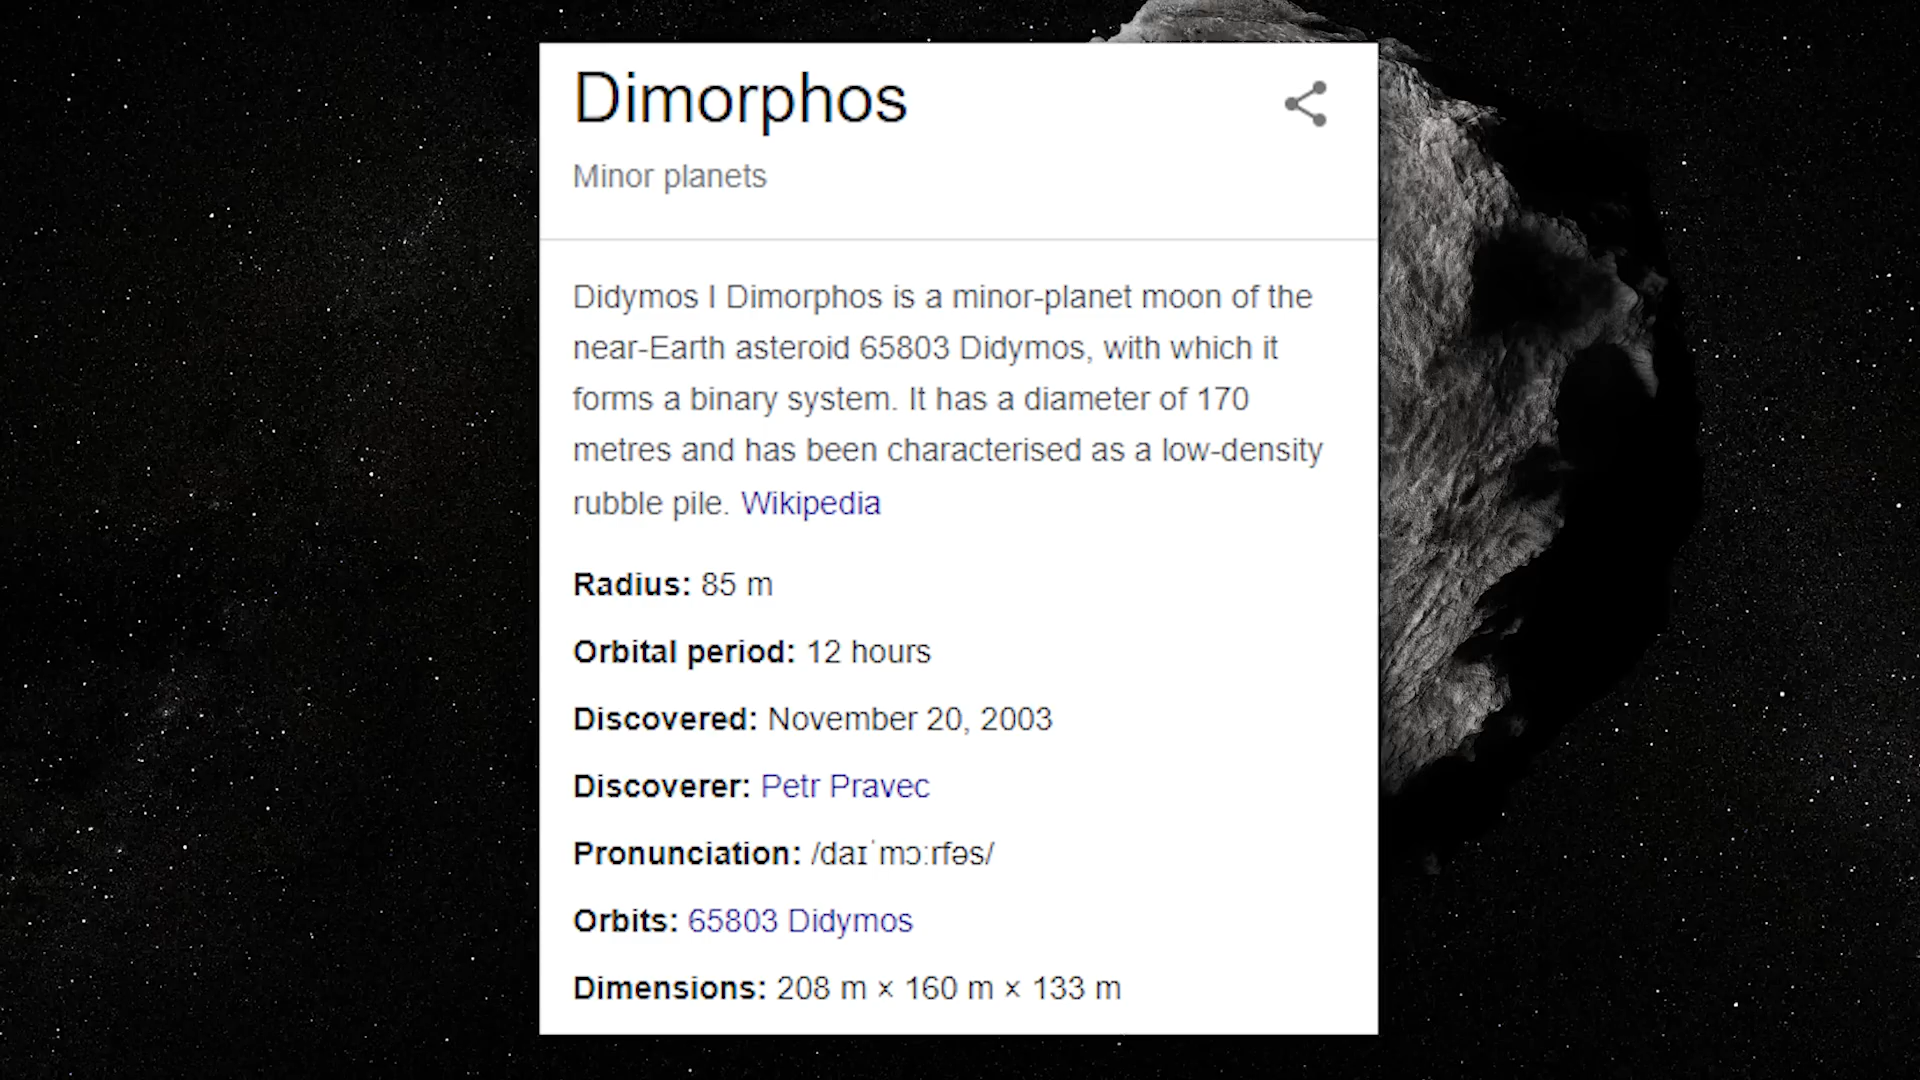 Dimorphos
Minor planets
Didymos I Dimorphos is a minor-planet moon of the
near-Earth asteroid 65803 Didymos, with which it
forms a binary system. It has a diameter of 170
metres and has been characterised as a low-density
rubble pile. Wikipedia
Radius: 85 m
Orbital period: 12 hours
Discovered: November 20, 2003
Discoverer: Petr Pravec
Pronunciation: /daɪˈmɔːrfəs/
Orbits: 65803 Didymos
Dimensions: 208 m × 160 m × 133 m